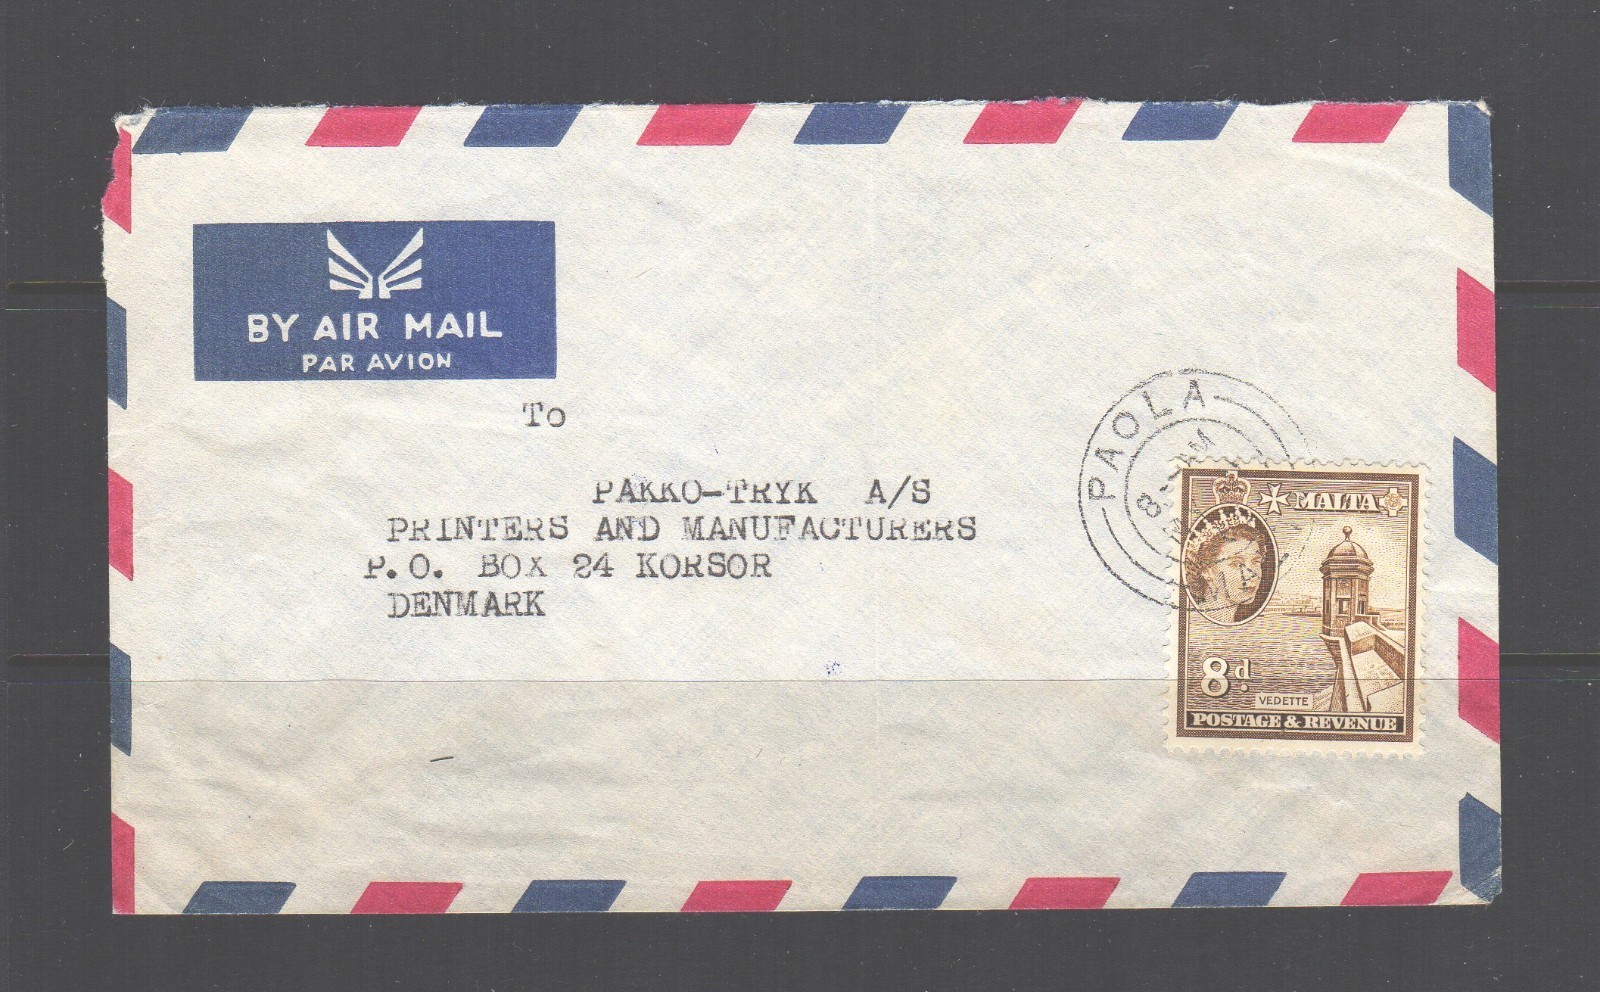 BY AIR MAIL
PAR AVION
To
PAKKO-TRYK A/S
PRINTERS AND MANUFACTURERS
P.O. BOX 24 KORSOR
DENMARK
PAOLA
MALTA
8d.
VEDETTE
POSTAGE & REVENUE